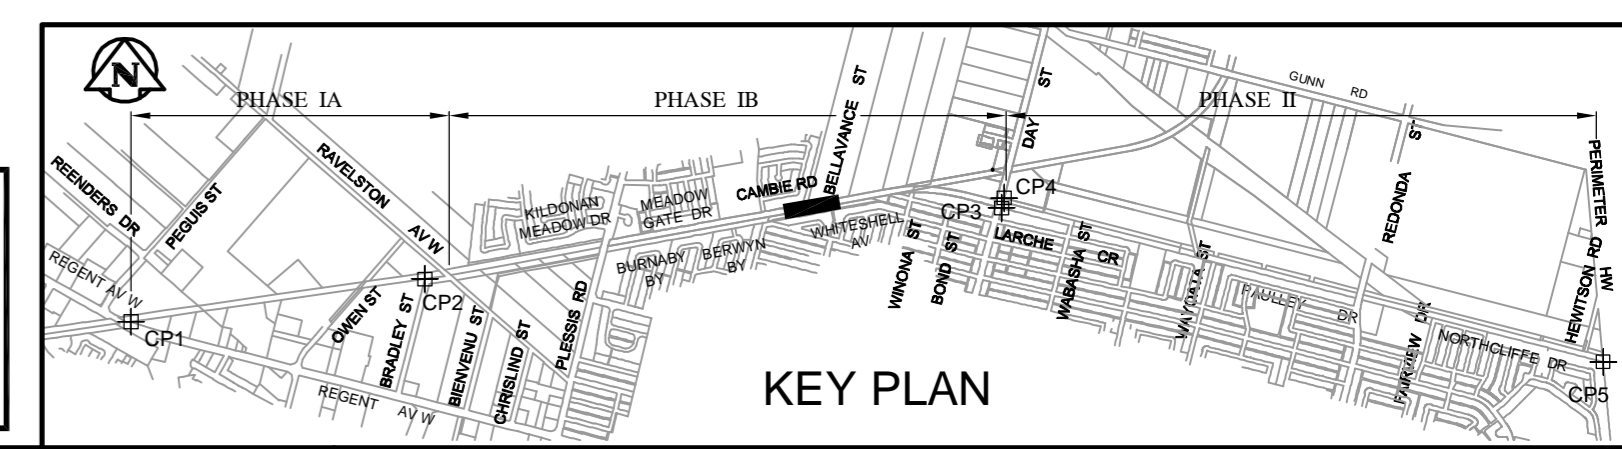 N
PHASE IA
PHASE IB
PHASE II
GUNN RD
REENDERS DR
PEGUIS ST
RAVELSTON AV W
KILDONAN
MEADOW DR
MEADOW
GATE DR
CAMBIE RD
BELLAVANCE ST
DAY ST
REDONDA ST
PERIMETER HW
HEWITSON RD
REGENT AV W
CP1
OWEN ST
BRADLEY ST
CP2
BIENVENU ST
CHRISLIND ST
PLESSIS RD
BURNABY
BY
BERWYN
BY
WHITESHELL
AV
WINONA ST
BOND ST
CP3
CP4
LARCHE CR
WABASHA ST
WAYOATA ST
PAULLEY DR
FAIRVIEW DR
NORTHCLIFFE DR
CP5
REGENT AV W
KEY PLAN